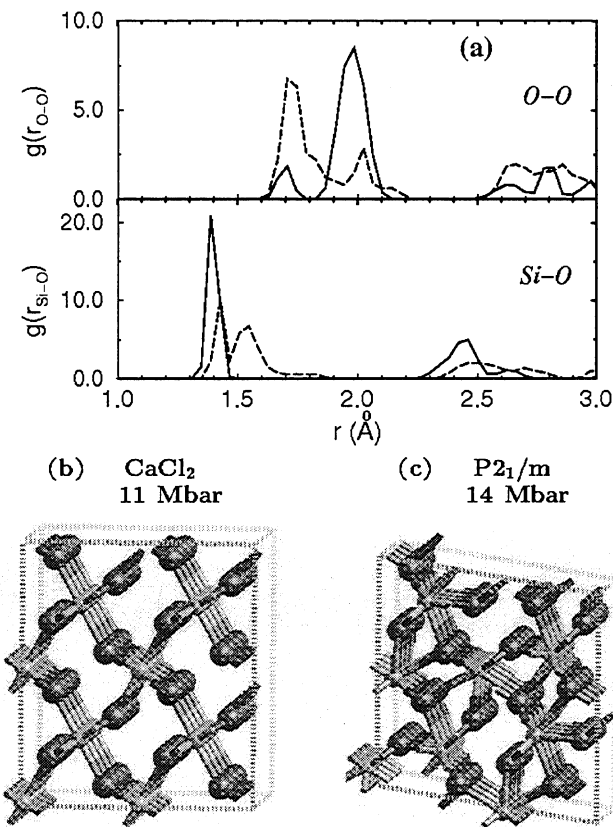 10.0
(a)
O–O
g(r_O–O)
5.0
0.0
20.0
Si–O
g(r_Si–O)
10.0
0.0
1.0 1.5 2.0 2.5 3.0
r (Å)
(b) CaCl₂
11 Mbar
(c) P2₁/m
14 Mbar